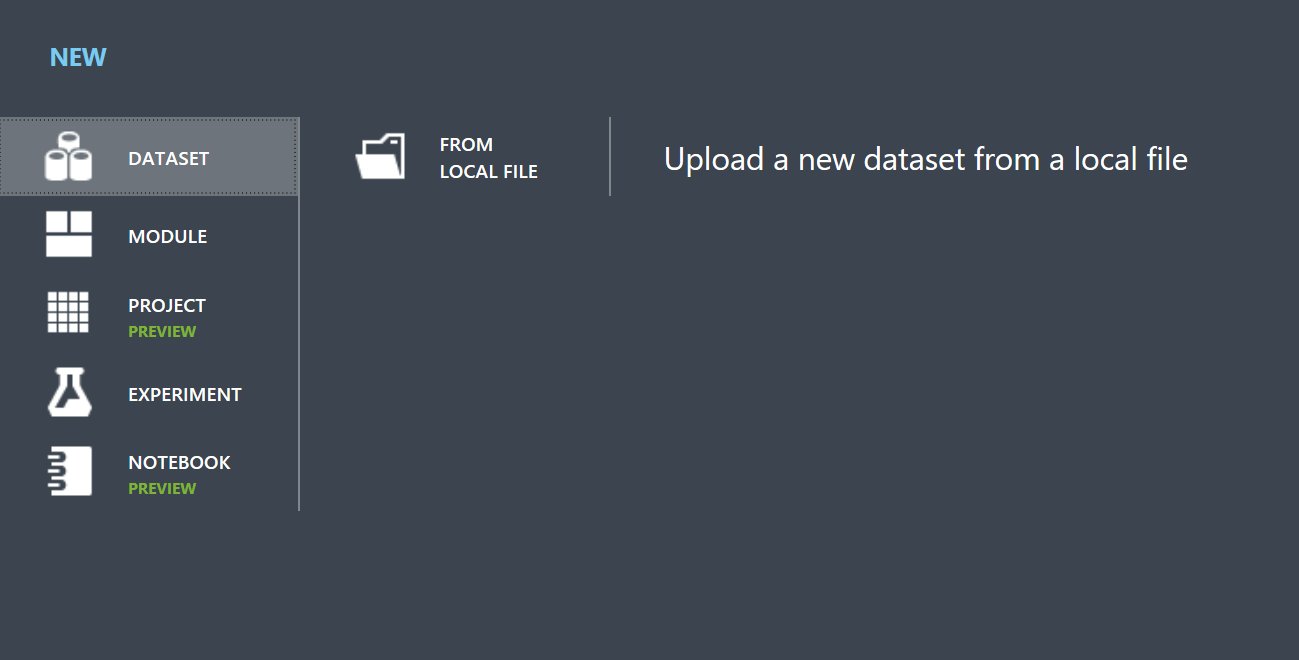 NEW
DATASET
FROM
LOCAL FILE
Upload a new dataset from a local file
MODULE
PROJECT
PREVIEW
EXPERIMENT
NOTEBOOK
PREVIEW